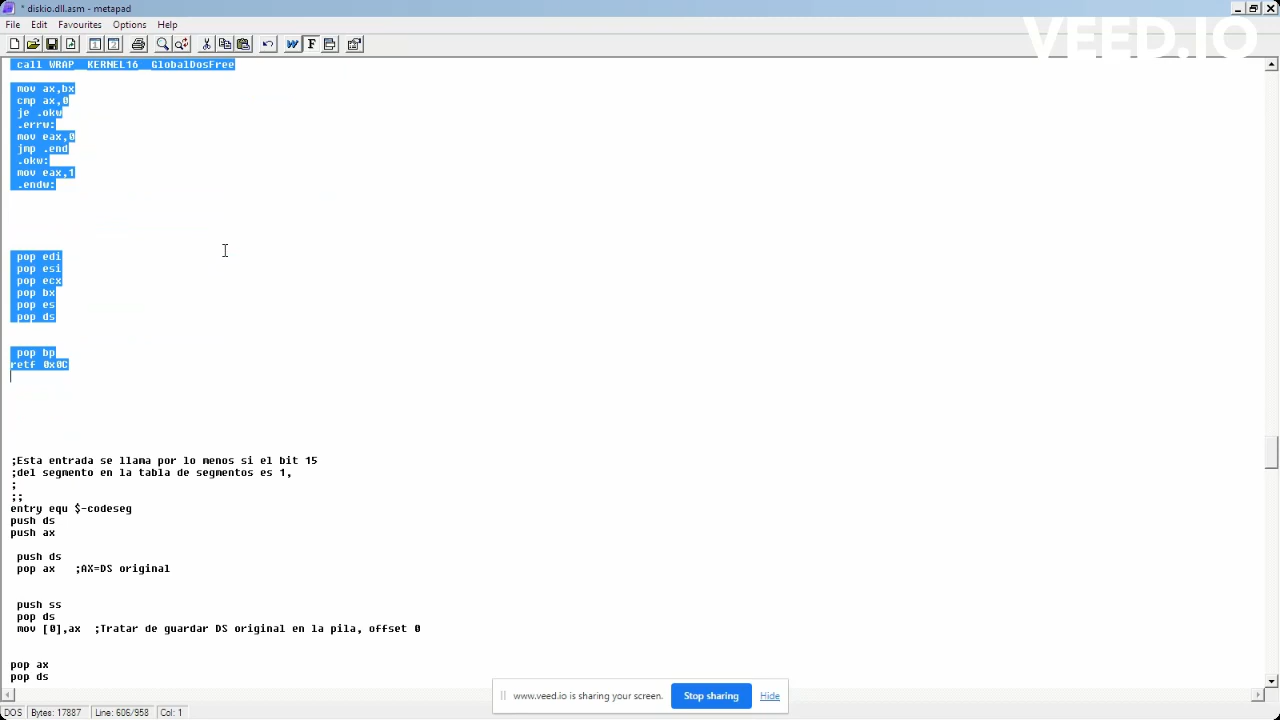 * diskio.dll.asm - metapad
File Edit Favourites Options Help
VEED.IO
call WRAP__KERNEL16__GlobalDosFree
mov ax,bx
cmp ax,0
je .okw
.errw:
mov eax,0
jmp .end
.okw:
mov eax,1
.endw:
pop edi
pop esi
pop ecx
pop bx
pop es
pop ds
pop bp
retf 0x0C
;Esta entrada se llama por lo menos si el bit 15
;del segmento en la tabla de segmentos es 1,
;
;;
entry equ $-codeseg
push ds
push ax
push ds
pop ax ;AX=DS original
push ss
pop ds
mov [0],ax ;Tratar de guardar DS original en la pila, offset 0
pop ax
pop ds
www.veed.io is sharing your screen. Stop sharing Hide
DOS Bytes: 17887 Line: 606/958 Col: 1